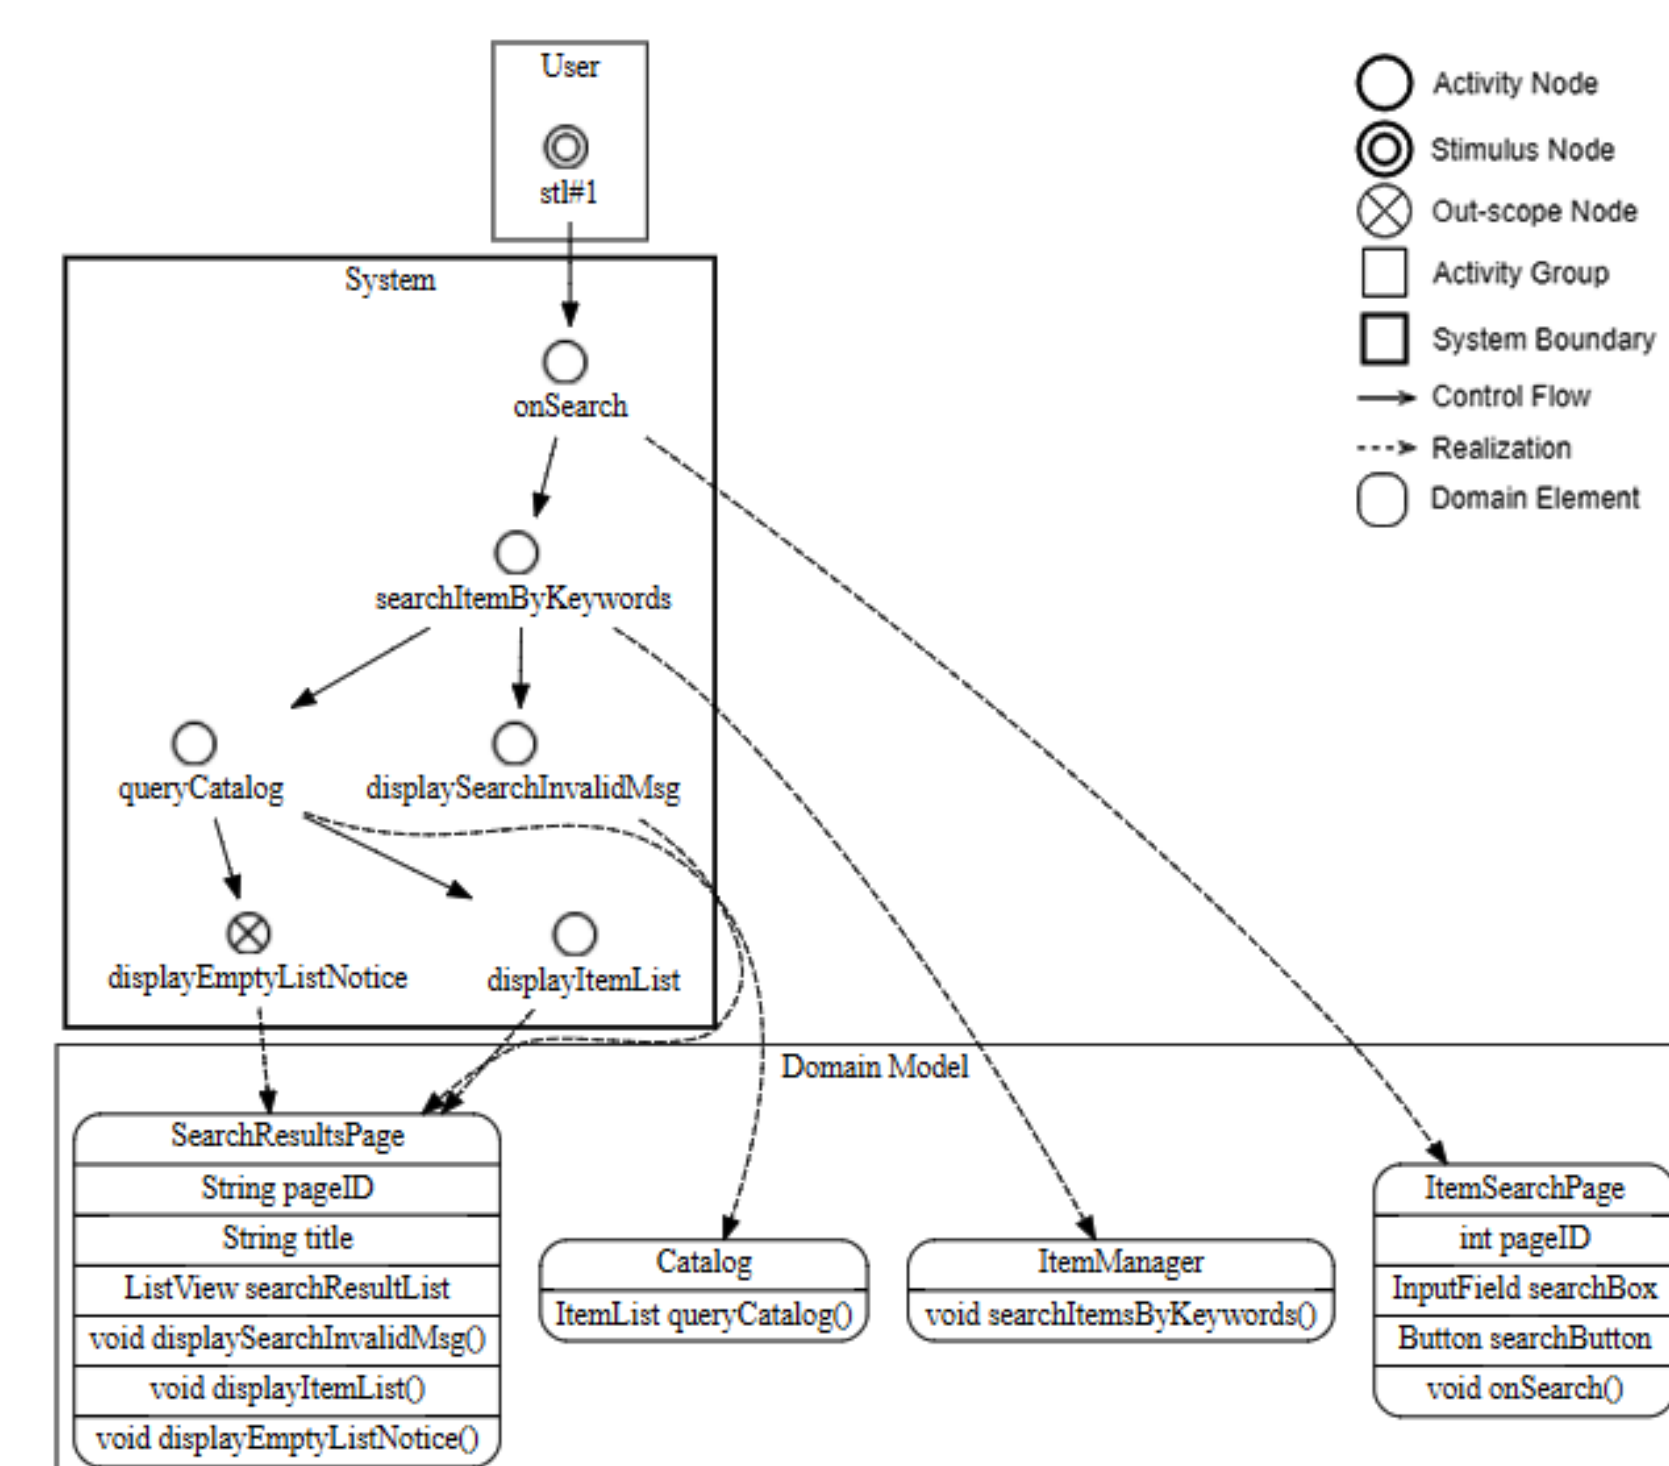 User
stl#1
System
onSearch
searchItemByKeywords
queryCatalog
displaySearchInvalidMsg
displayEmptyListNotice
displayItemList
Activity Node
Stimulus Node
Out-scope Node
Activity Group
System Boundary
Control Flow
Realization
Domain Element
Domain Model
SearchResultsPage
String pageID
String title
ListView searchResultList
void displaySearchInvalidMsg()
void displayItemList()
void displayEmptyListNotice()
Catalog
ItemList queryCatalog()
ItemManager
void searchItemsByKeywords()
ItemSearchPage
int pageID
InputField searchBox
Button searchButton
void onSearch()